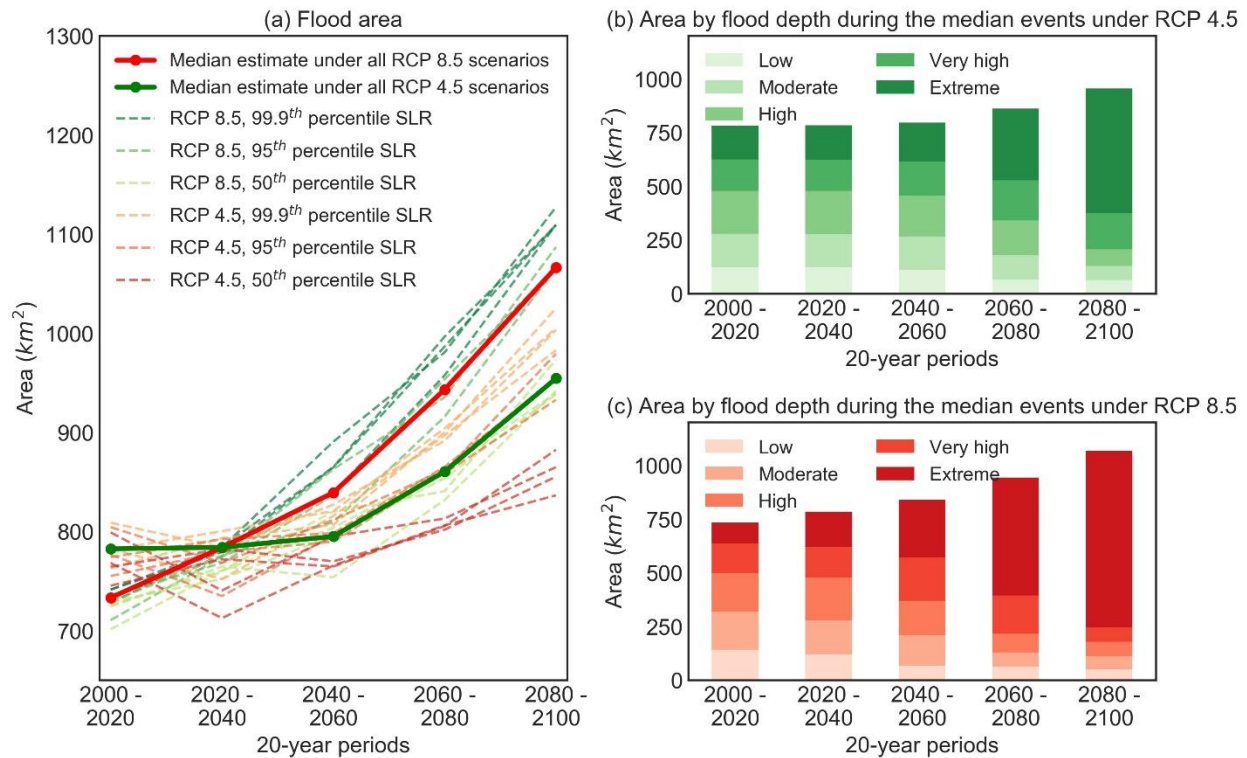 (a) Flood area
1300
1200
1100
1000
900
800
700
Area (km²)
Median estimate under all RCP 8.5 scenarios
Median estimate under all RCP 4.5 scenarios
RCP 8.5, 99.9th percentile SLR
RCP 8.5, 95th percentile SLR
RCP 8.5, 50th percentile SLR
RCP 4.5, 99.9th percentile SLR
RCP 4.5, 95th percentile SLR
RCP 4.5, 50th percentile SLR
2000 - 2020 - 2040 - 2060 - 2080 -
2020 2040 2060 2080 2100
20-year periods
(b) Area by flood depth during the median events under RCP 4.5
Low
Moderate
High
Very high
Extreme
1000
750
500
250
0
Area (km²)
2000 - 2020 - 2040 - 2060 - 2080 -
2020 2040 2060 2080 2100
20-year periods
(c) Area by flood depth during the median events under RCP 8.5
Low
Moderate
High
Very high
Extreme
1000
750
500
250
0
Area (km²)
2000 - 2020 - 2040 - 2060 - 2080 -
2020 2040 2060 2080 2100
20-year periods